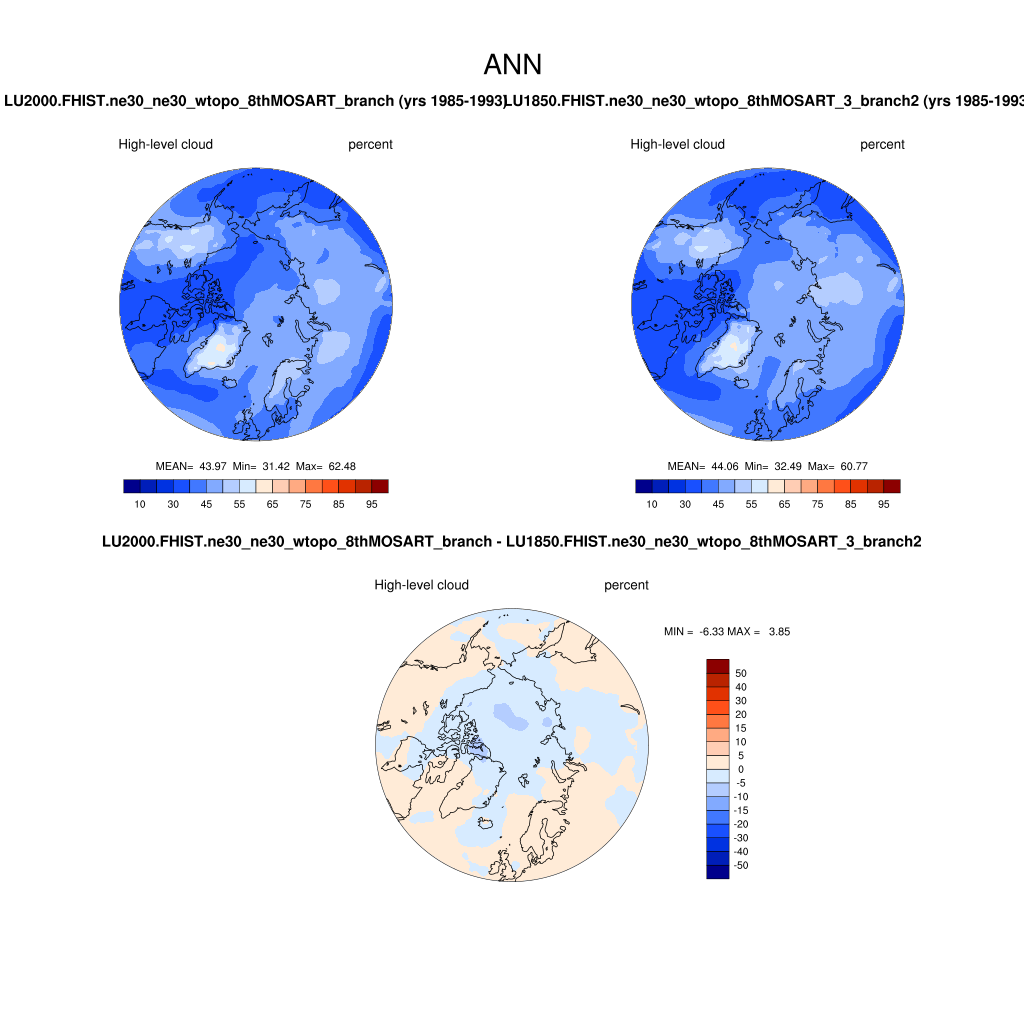 ANN
LU2000.FHIST.ne30_ne30_wtopo_8thMOSART_branch (yrs 1985-1993)
LU1850.FHIST.ne30_ne30_wtopo_8thMOSART_3_branch2 (yrs 1985-1993
High-level cloud percent
High-level cloud percent
MEAN= 43.97 Min= 31.42 Max= 62.48
MEAN= 44.06 Min= 32.49 Max= 60.77
10 30 45 55 65 75 85 95
10 30 45 55 65 75 85 95
LU2000.FHIST.ne30_ne30_wtopo_8thMOSART_branch - LU1850.FHIST.ne30_ne30_wtopo_8thMOSART_3_branch2
High-level cloud percent
MIN = -6.33 MAX = 3.85
50
40
30
20
15
10
5
0
-5
-10
-15
-20
-30
-40
-50